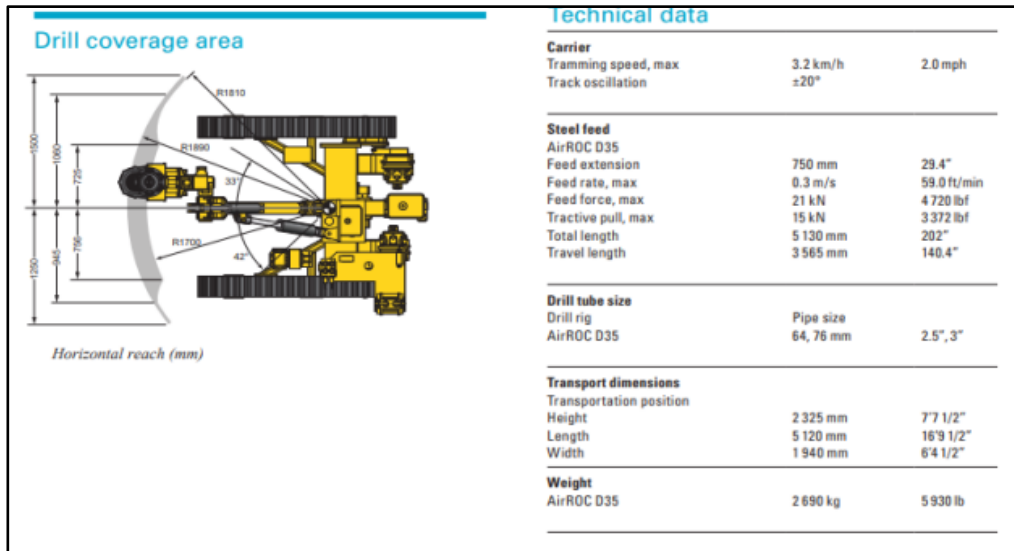 Drill coverage area
R1810
R1890
33°
R1700
42°
1500
1060
725
756
945
1250
Horizontal reach (mm)
Technical data
Carrier
Tramming speed, max 3.2 km/h 2.0 mph
Track oscillation ±20°
Steel feed
AirROC D35
Feed extension 750 mm 29.4"
Feed rate, max 0.3 m/s 59.0 ft/min
Feed force, max 21 kN 4 720 lbf
Tractive pull, max 15 kN 3 372 lbf
Total length 5 130 mm 202"
Travel length 3 565 mm 140.4"
Drill tube size
Drill rig Pipe size
AirROC D35 64, 76 mm 2.5", 3"
Transport dimensions
Transportation position
Height 2 325 mm 7'7 1/2"
Length 5 120 mm 16'9 1/2"
Width 1 940 mm 6'4 1/2"
Weight
AirROC D35 2 690 kg 5 930 lb